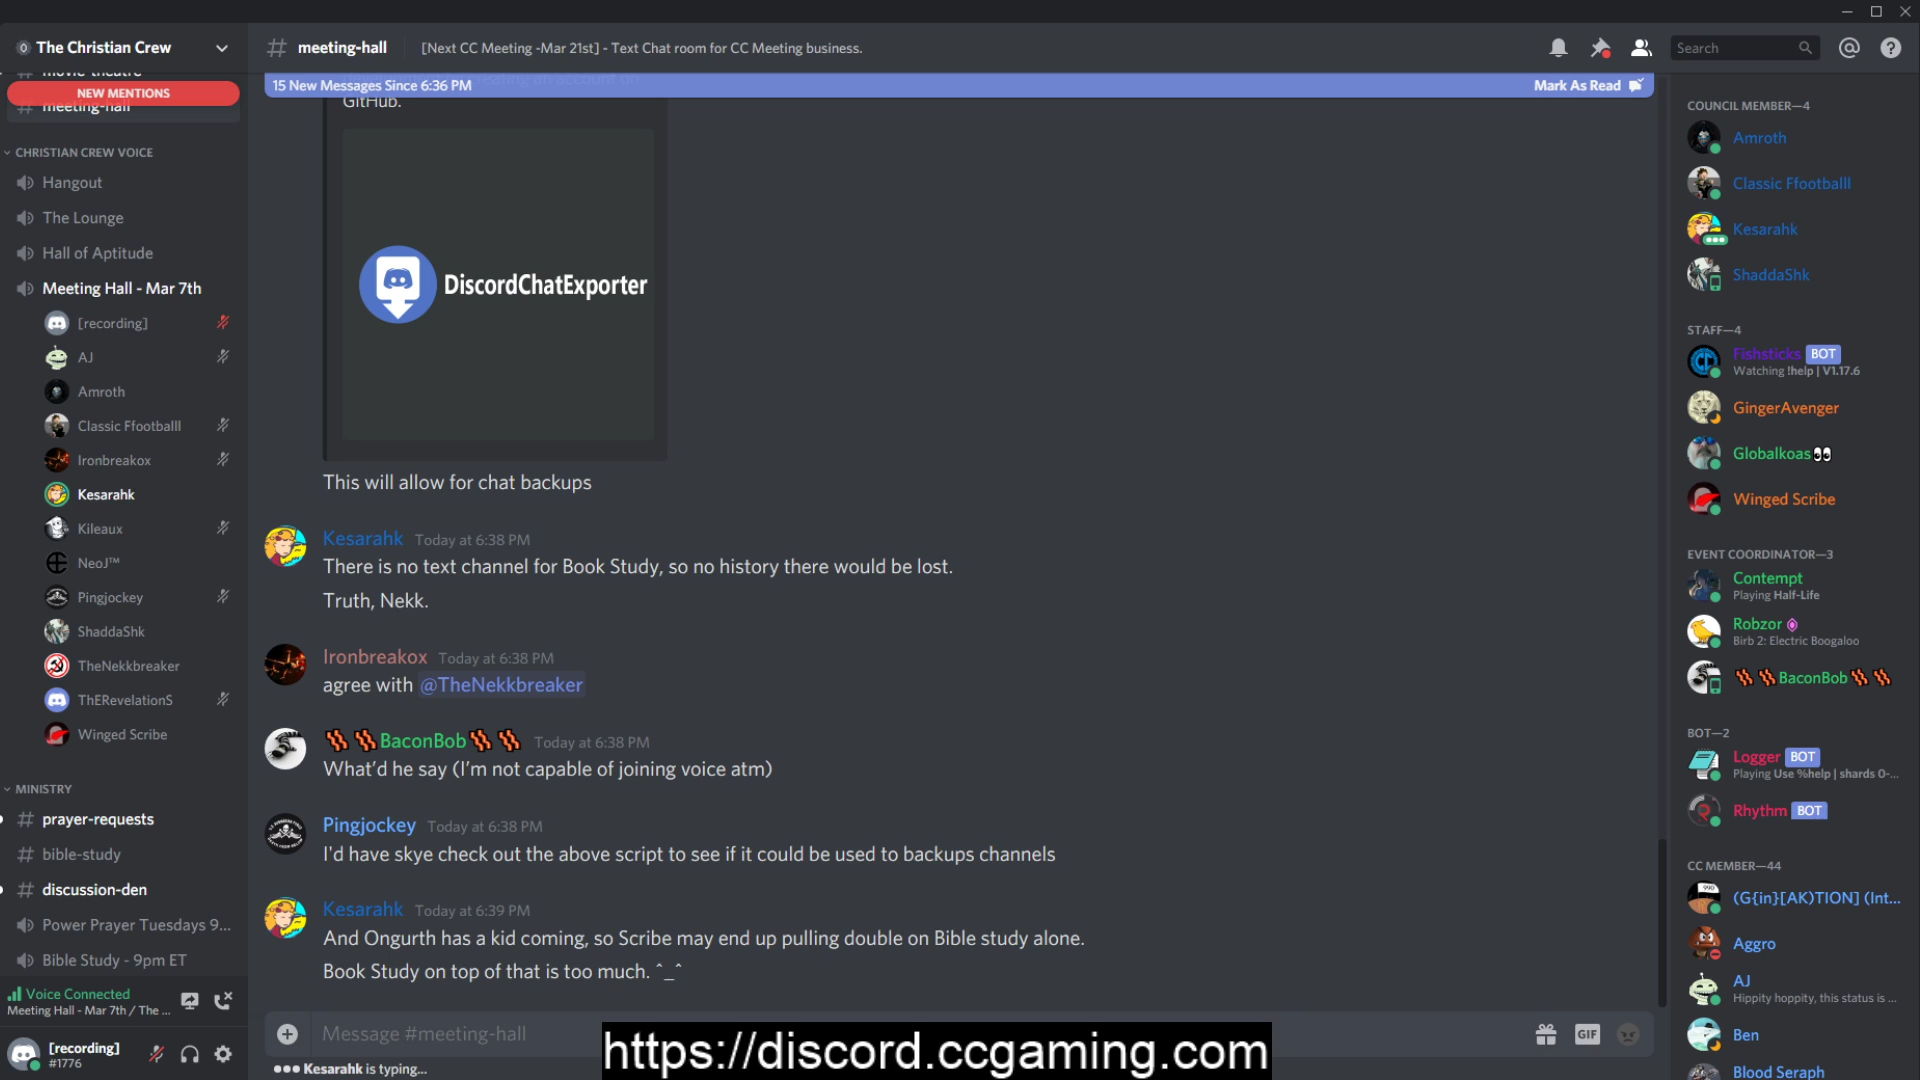 The Christian Crew
movie-theatre
NEW MENTIONS
meeting-hall
CHRISTIAN CREW VOICE
Hangout
The Lounge
Hall of Aptitude
Meeting Hall - Mar 7th
[recording]
AJ
Amroth
Classic Ffootballl
Ironbreakox
Kesarahk
Kileaux
NeoJ™
Pingjockey
ShaddaShk
TheNekkbreaker
ThERevelationS
Winged Scribe
MINISTRY
prayer-requests
bible-study
discussion-den
Power Prayer Tuesdays 9...
Bible Study - 9pm ET
Voice Connected
Meeting Hall - Mar 7th / The ...
[recording]
#1776
meeting-hall
[Next CC Meeting -Mar 21st] - Text Chat room for CC Meeting business.
Search
15 New Messages Since 6:36 PM
Mark As Read
GitHub.
DiscordChatExporter
This will allow for chat backups
Kesarahk Today at 6:38 PM
There is no text channel for Book Study, so no history there would be lost.
Truth, Nekk.
Ironbreakox Today at 6:38 PM
agree with @TheNekkbreaker
BaconBob Today at 6:38 PM
What'd he say (I'm not capable of joining voice atm)
Pingjockey Today at 6:38 PM
I'd have skye check out the above script to see if it could be used to backups channels
Kesarahk Today at 6:39 PM
And Ongurth has a kid coming, so Scribe may end up pulling double on Bible study alone.
Book Study on top of that is too much. ^_^
Message #meeting-hall
GIF
Kesarahk is typing...
https://discord.ccgaming.com
COUNCIL MEMBER—4
Amroth
Classic Ffootballl
Kesarahk
ShaddaShk
STAFF—4
Fishsticks BOT
Watching !help | V1.17.6
GingerAvenger
Globalkoas👀
Winged Scribe
EVENT COORDINATOR—3
Contempt
Playing Half-Life
Robzor
Birb 2: Electric Boogaloo
BaconBob
BOT—2
Logger BOT
Playing Use %help | shards 0-...
Rhythm BOT
CC MEMBER—44
(G{in}[AK)TION] (Int...
Aggro
AJ
Hippity hoppity, this status is ...
Ben
Blood Seraph